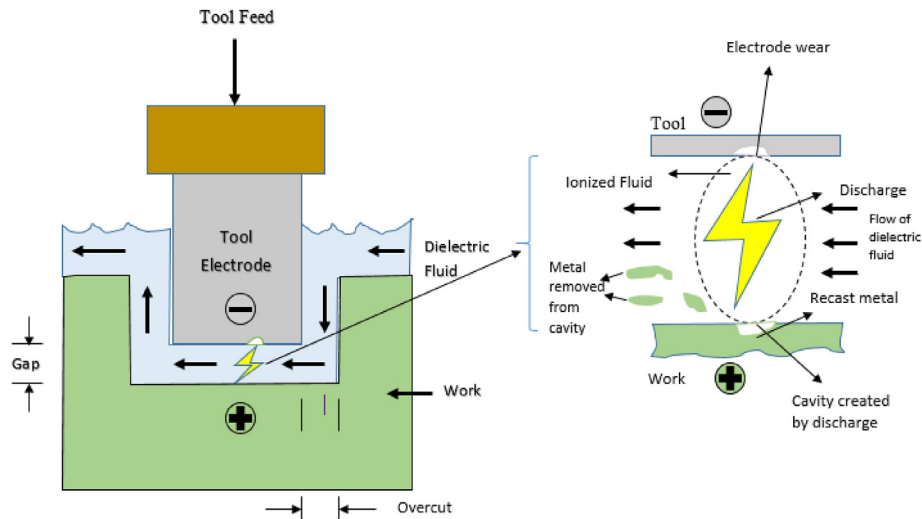 Tool Feed
Tool
Electrode
Dielectric
Fluid
Gap
Work
Overcut
Electrode wear
Tool
Ionized Fluid
Discharge
Flow of
dielectric
fluid
Metal
removed
from
cavity
Recast metal
Work
Cavity created
by discharge